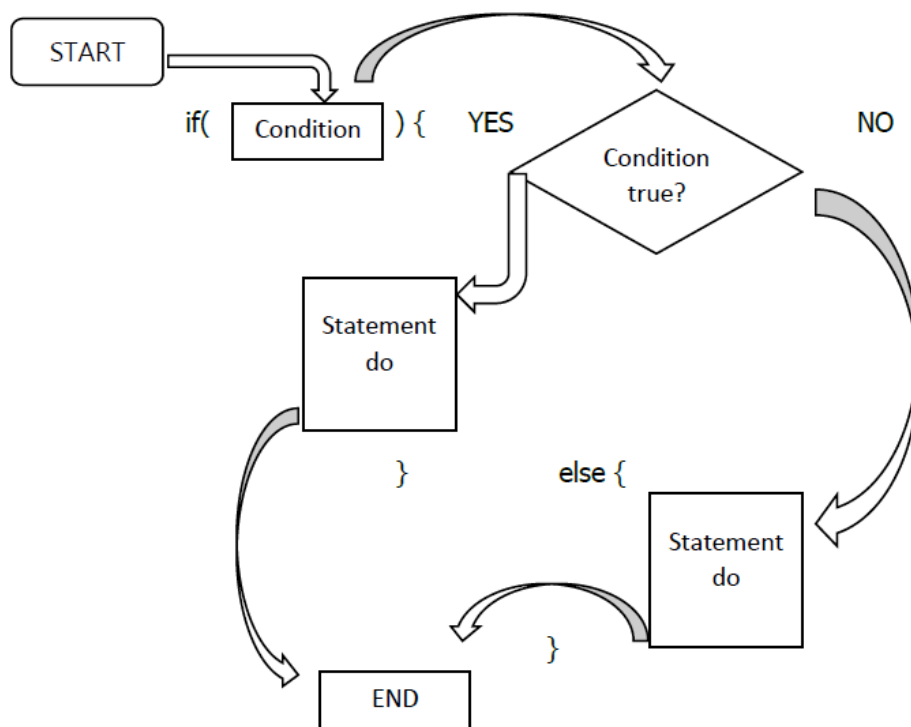 START
if( Condition ) { YES
NO
Condition
true?
Statement
do
}
else {
Statement
do
}
END